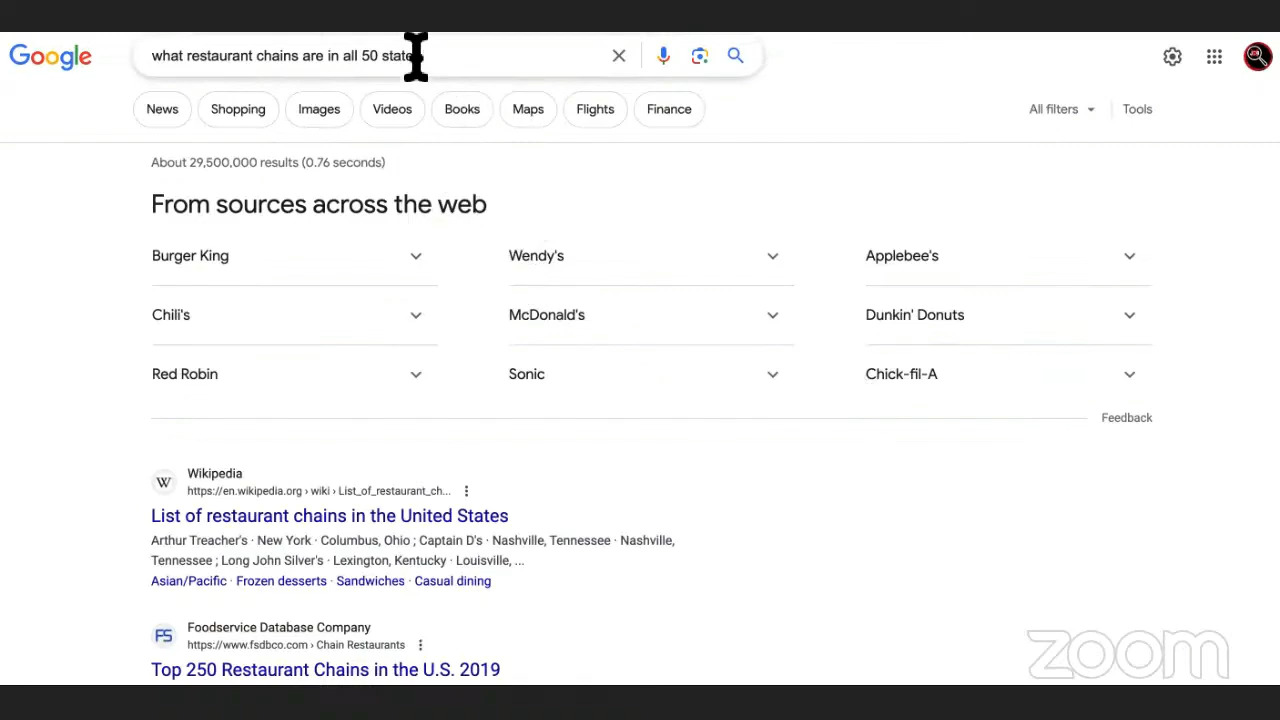 Google
what restaurant chains are in all 50 state
News Shopping Images Videos Books Maps Flights Finance All filters Tools
About 29,500,000 results (0.76 seconds)
From sources across the web
Burger King Wendy's Applebee's
Chili's McDonald's Dunkin' Donuts
Red Robin Sonic Chick-fil-A
Feedback
W Wikipedia
https://en.wikipedia.org › wiki › List_of_restaurant_ch...
List of restaurant chains in the United States
Arthur Treacher's · New York · Columbus, Ohio ; Captain D's · Nashville, Tennessee · Nashville,
Tennessee ; Long John Silver's · Lexington, Kentucky · Louisville, ...
Asian/Pacific · Frozen desserts · Sandwiches · Casual dining
FS Foodservice Database Company
https://www.fsdbco.com › Chain Restaurants
Top 250 Restaurant Chains in the U.S. 2019
zoom